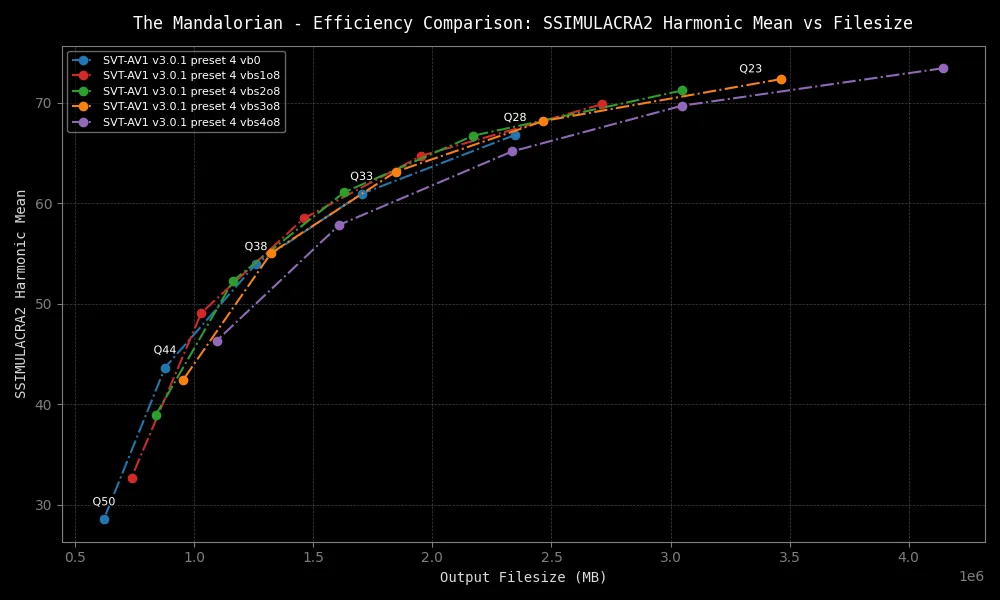 The Mandalorian - Efficiency Comparison: SSIMULACRA2 Harmonic Mean vs Filesize
SVT-AV1 v3.0.1 preset 4 vb0
SVT-AV1 v3.0.1 preset 4 vbs1o8
SVT-AV1 v3.0.1 preset 4 vbs2o8
SVT-AV1 v3.0.1 preset 4 vbs3o8
SVT-AV1 v3.0.1 preset 4 vbs4o8
Q23
Q28
Q33
Q38
Q44
Q50
SSIMULACRA2 Harmonic Mean
70
60
50
40
30
0.5 1.0 1.5 2.0 2.5 3.0 3.5 4.0
1e6
Output Filesize (MB)